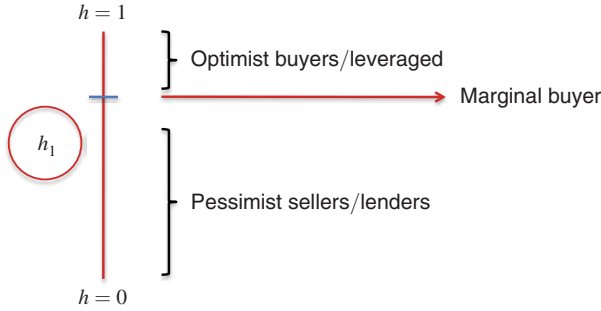 h = 1
Optimist buyers/leveraged
Marginal buyer
h₁
Pessimist sellers/lenders
h = 0